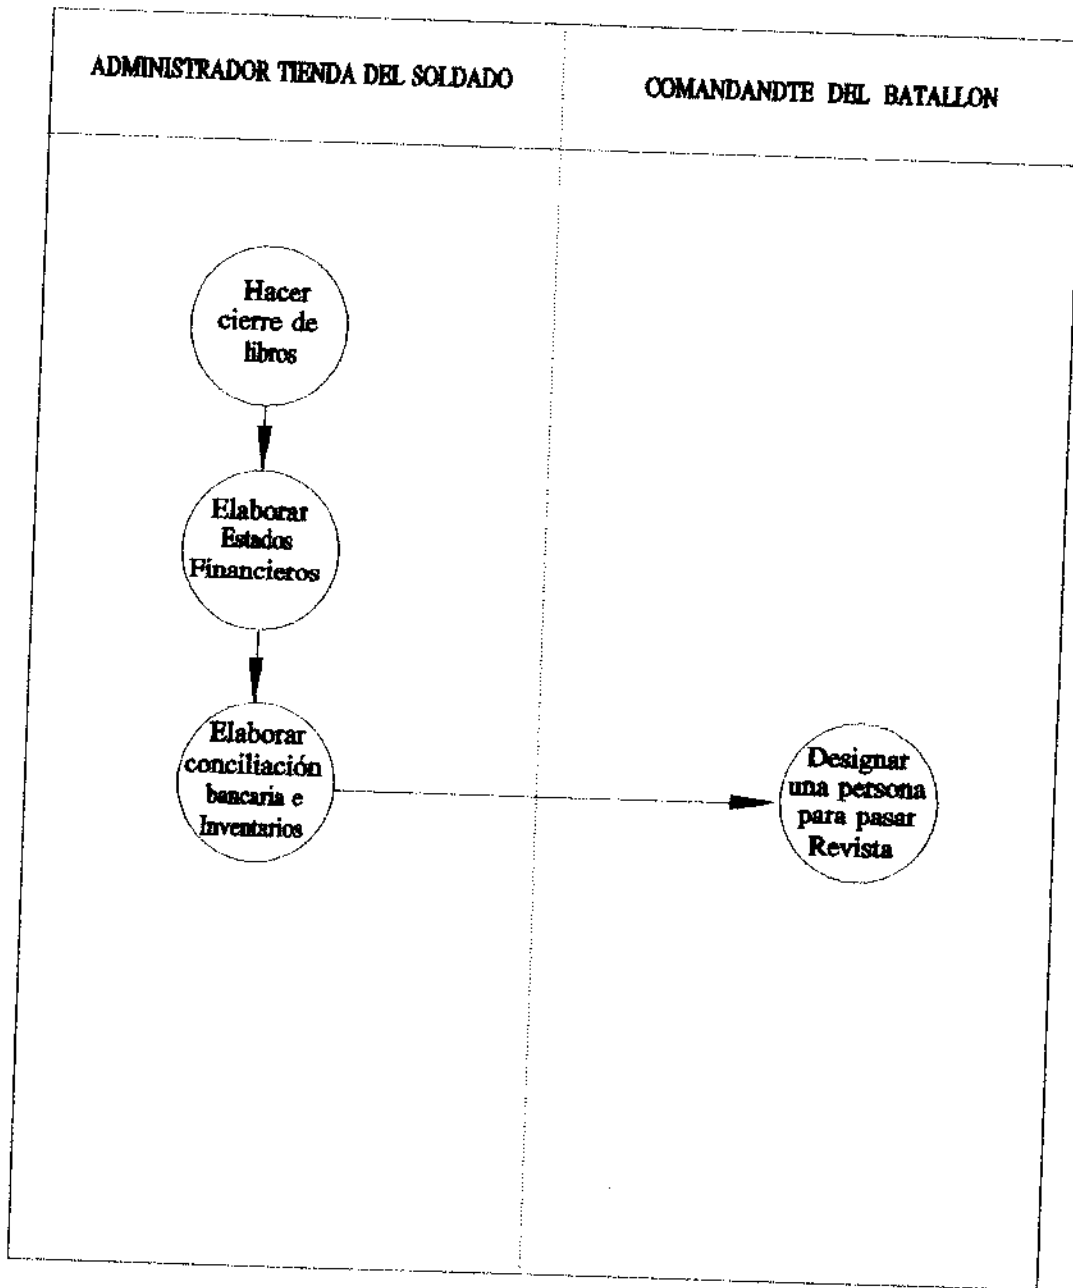 ADMINISTRADOR TIENDA DEL SOLDADO
COMANDANDTE DEL BATALLON
Hacer
cierre de
libros
Elaborar
Estados
Financieros
Elaborar
conciliación
bancaria e
Inventarios
Designar
una persona
para pasar
Revista